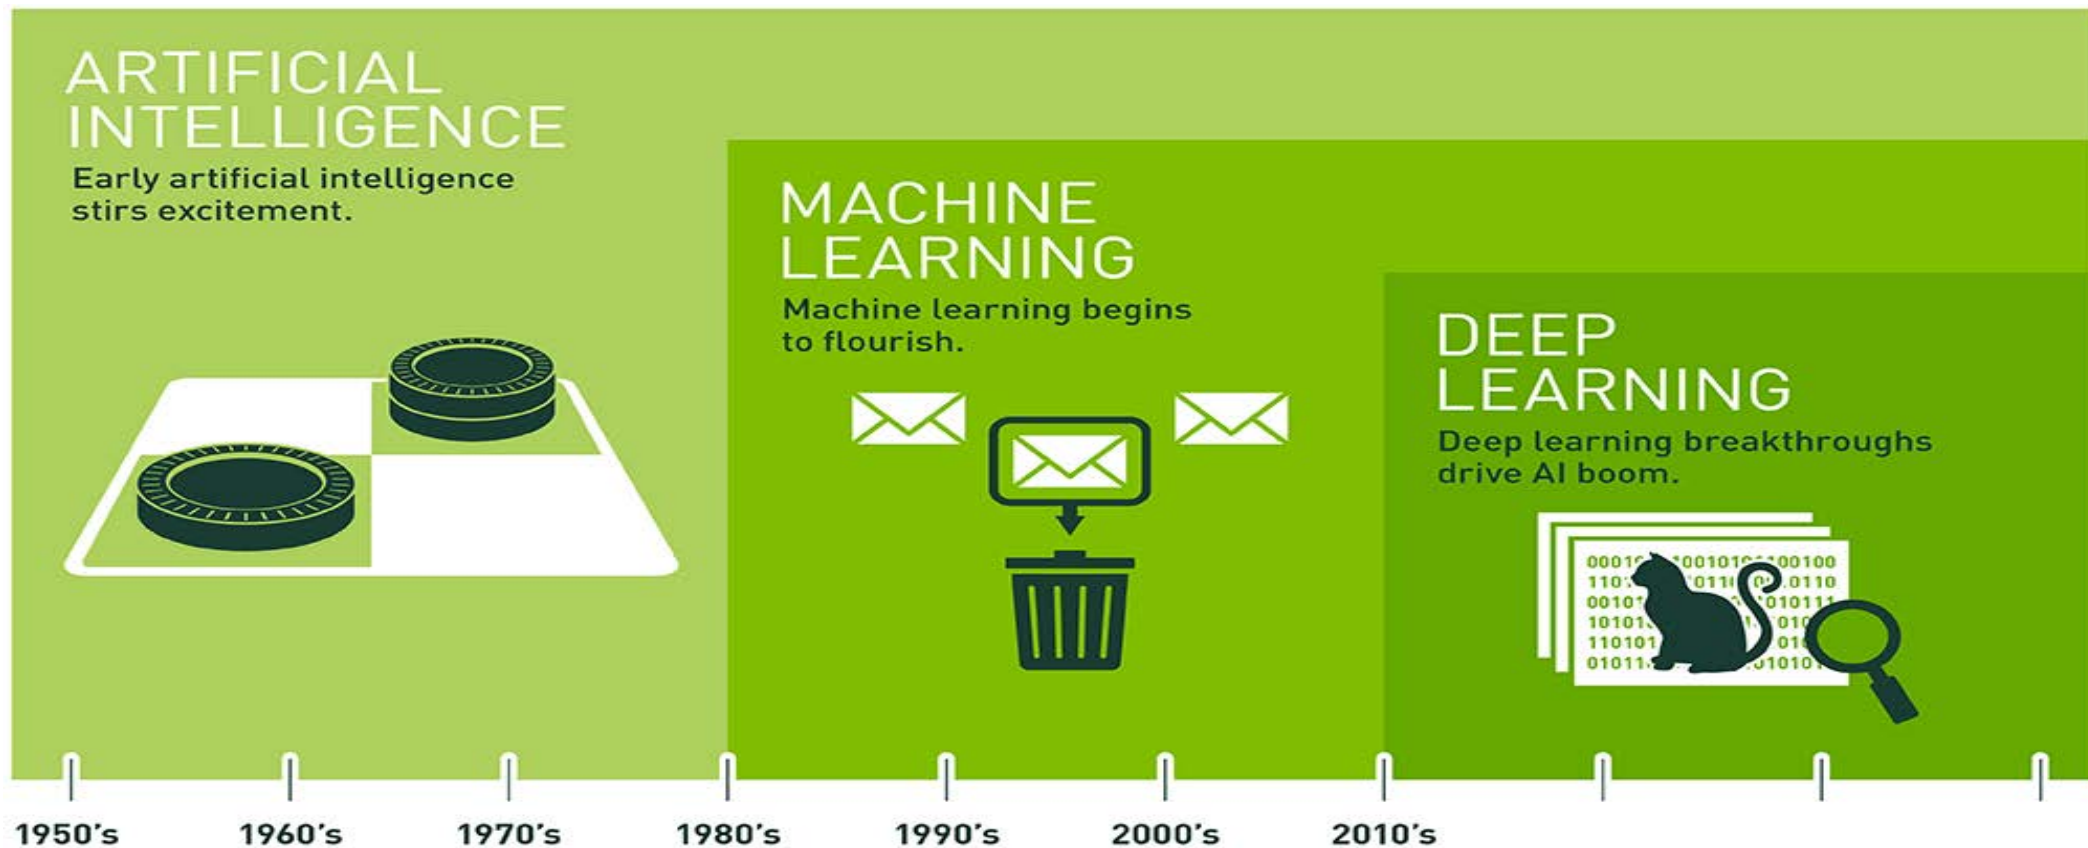 ARTIFICIAL
INTELLIGENCE
Early artificial intelligence
stirs excitement.
MACHINE
LEARNING
Machine learning begins
to flourish.
DEEP
LEARNING
Deep learning breakthroughs
drive AI boom.
1950's
1960's
1970's
1980's
1990's
2000's
2010's